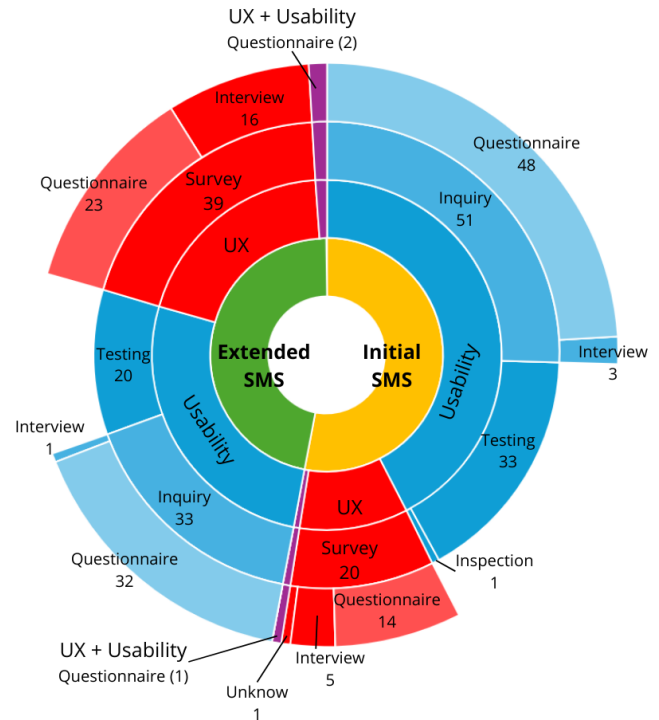 UX + Usability
Questionnaire (2)
Interview
16
Questionnaire
48
Questionnaire
23
Survey
39
Inquiry
51
UX
Extended
SMS
Initial
SMS
Usability
Interview
3
Testing
20
Usability
Interview
1
Testing
33
Inquiry
33
UX
Survey
20
Inspection
1
Questionnaire
32
Questionnaire
14
UX + Usability
Questionnaire (1)
Interview
5
Unknow
1